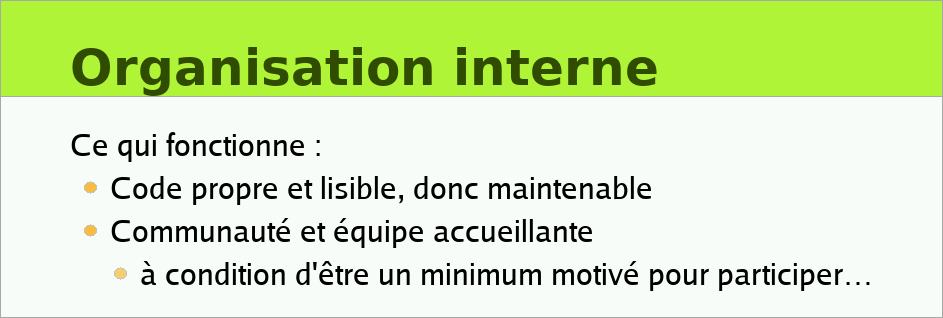 Organisation interne
Ce qui fonctionne :
Code propre et lisible, donc maintenable
Communauté et équipe accueillante
à condition d'être un minimum motivé pour participer…